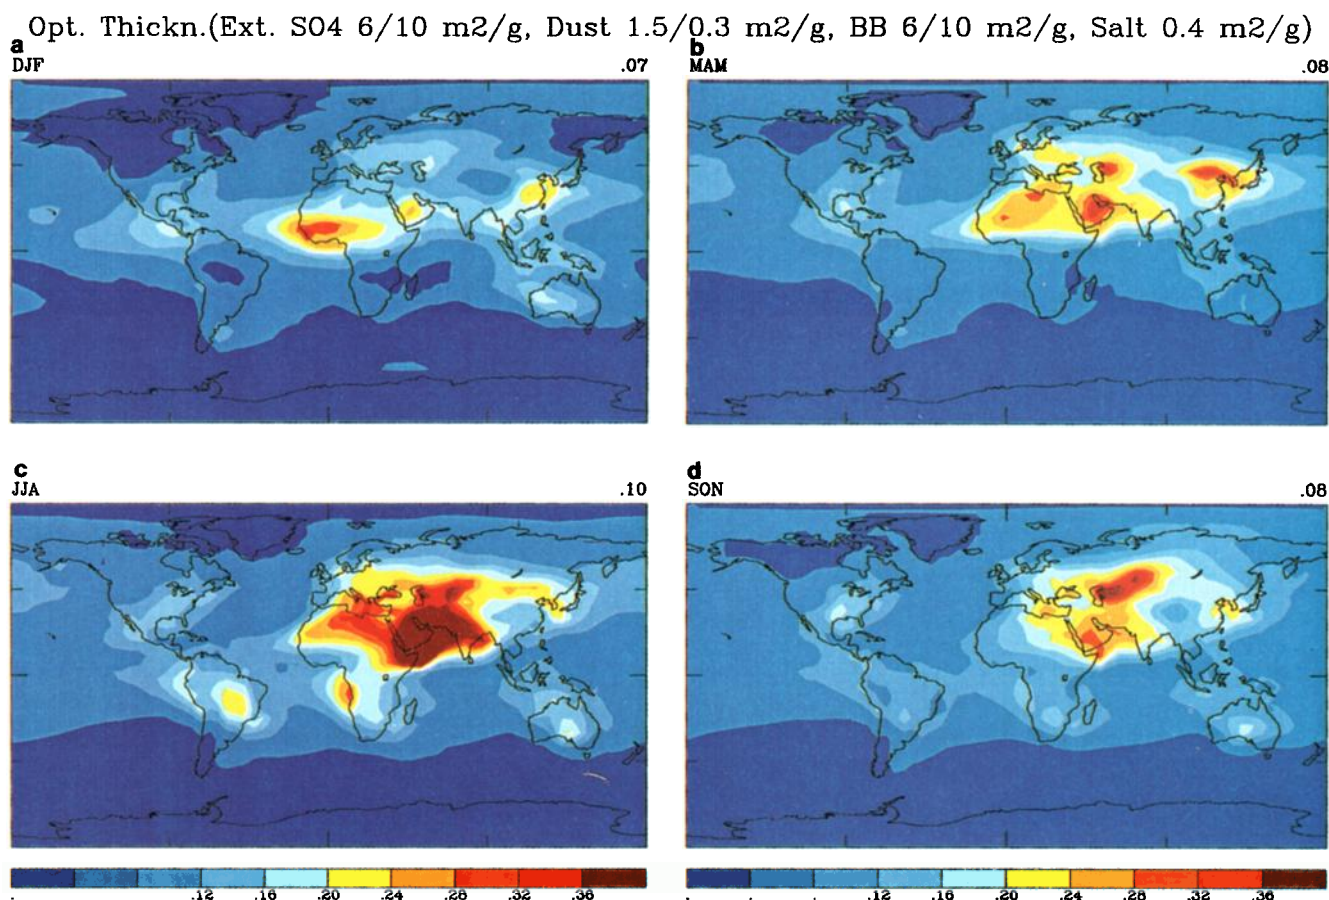 Opt. Thickn.(Ext. SO4 6/10 m2/g, Dust 1.5/0.3 m2/g, BB 6/10 m2/g, Salt 0.4 m2/g)
a
DJF .07
b
MAM .08
c
JJA .10
d
SON .08
. . .12 .16 .20 .24 .28 .32 .36
. . .12 .16 .20 .24 .28 .32 .36